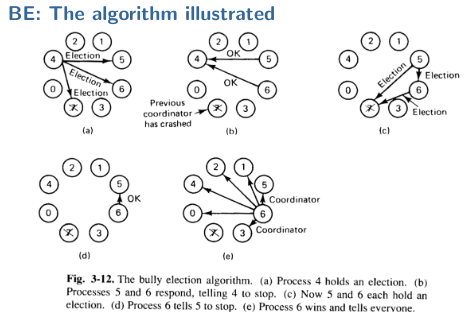 BE: The algorithm illustrated
2 1
4 Election 5
Election
0 Election 6
7 3
(a)
2 1
4 OK 5
OK
0 6
Previous
coordinator
has crashed
7 3
(b)
2 1
4 5
Election
Election
0 6
7 3
Election
(c)
2 1
4 5
OK
0 6
7 3
(d)
2 1
4 5
Coordinator
0 6
7 3 Coordinator
(e)
Fig. 3-12. The bully election algorithm. (a) Process 4 holds an election. (b)
Processes 5 and 6 respond, telling 4 to stop. (c) Now 5 and 6 each hold an
election. (d) Process 6 tells 5 to stop. (e) Process 6 wins and tells everyone.